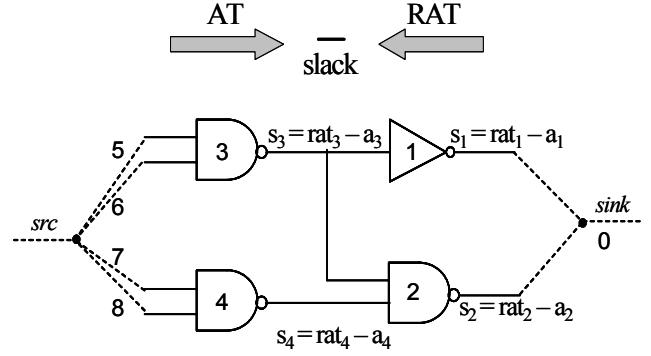 AT
RAT
slack
5
3
s₃ = rat₃ – a₃
1
s₁ = rat₁ – a₁
6
src
sink
7
0
8
4
2
s₂ = rat₂ – a₂
s₄ = rat₄ – a₄